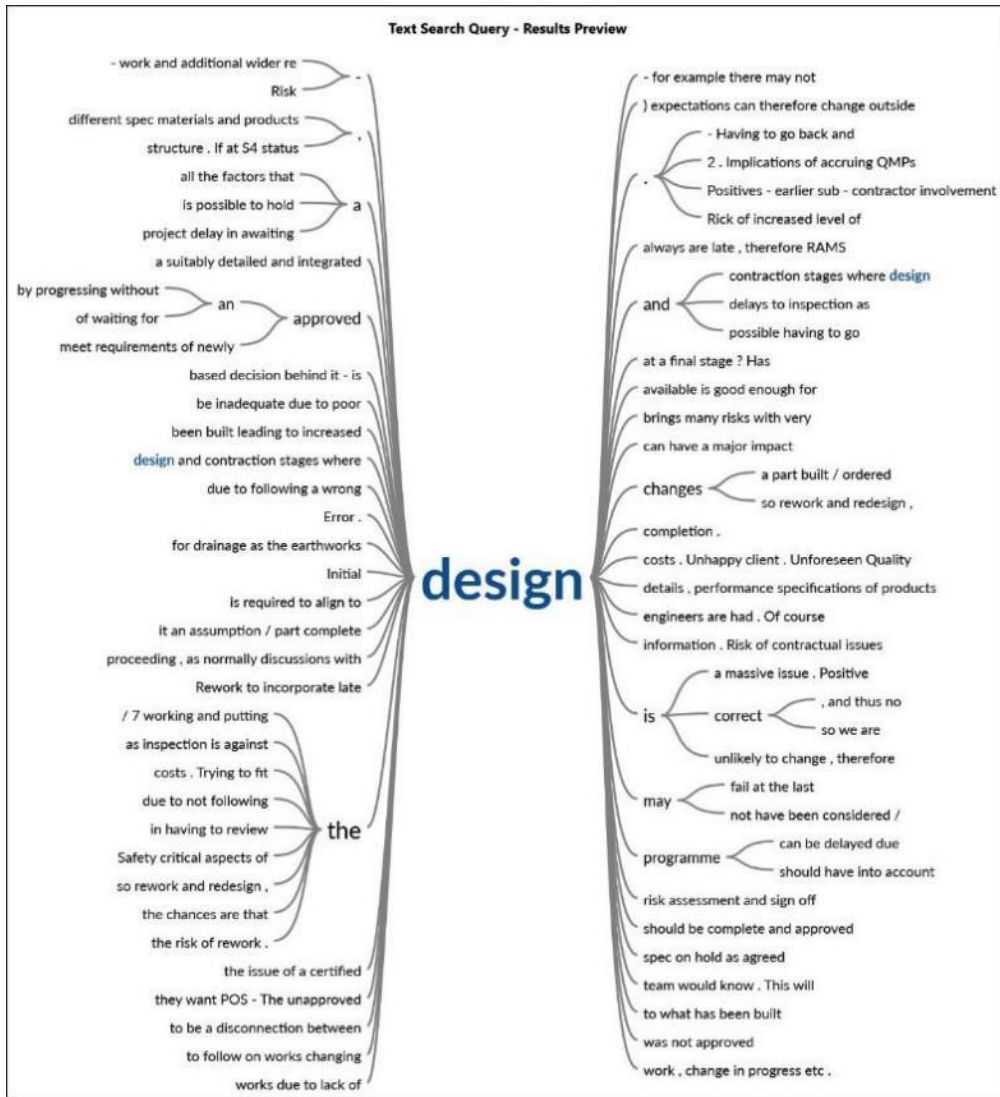 Text Search Query - Results Preview
- work and additional wider re
Risk
-
different spec materials and products
structure . If at S4 status
,
all the factors that
is possible to hold
project delay in awaiting
a
a suitably detailed and integrated
by progressing without
of waiting for
an
meet requirements of newly
approved
based decision behind it - is
be inadequate due to poor
been built leading to increased
design and contraction stages where
due to following a wrong
Error .
for drainage as the earthworks
Initial
is required to align to
it an assumption / part complete
proceeding , as normally discussions with
Rework to incorporate late
/ 7 working and putting
as inspection is against
costs . Trying to fit
due to not following
in having to review
Safety critical aspects of
so rework and redesign ,
the chances are that
the risk of rework .
the
the issue of a certified
they want POS - The unapproved
to be a disconnection between
to follow on works changing
works due to lack of
design
- for example there may not
) expectations can therefore change outside
.
- Having to go back and
2 . Implications of accruing QMPs
Positives - earlier sub - contractor involvement
Rick of increased level of
always are late , therefore RAMS
and
contraction stages where design
delays to inspection as
possible having to go
at a final stage ? Has
available is good enough for
brings many risks with very
can have a major impact
changes
a part built / ordered
so rework and redesign ,
completion .
costs . Unhappy client . Unforeseen Quality
details , performance specifications of products
engineers are had . Of course
information . Risk of contractual issues
is
a massive issue . Positive
correct
, and thus no
so we are
unlikely to change , therefore
may
fail at the last
not have been considered /
programme
can be delayed due
should have into account
risk assessment and sign off
should be complete and approved
spec on hold as agreed
team would know . This will
to what has been built
was not approved
work , change in progress etc .